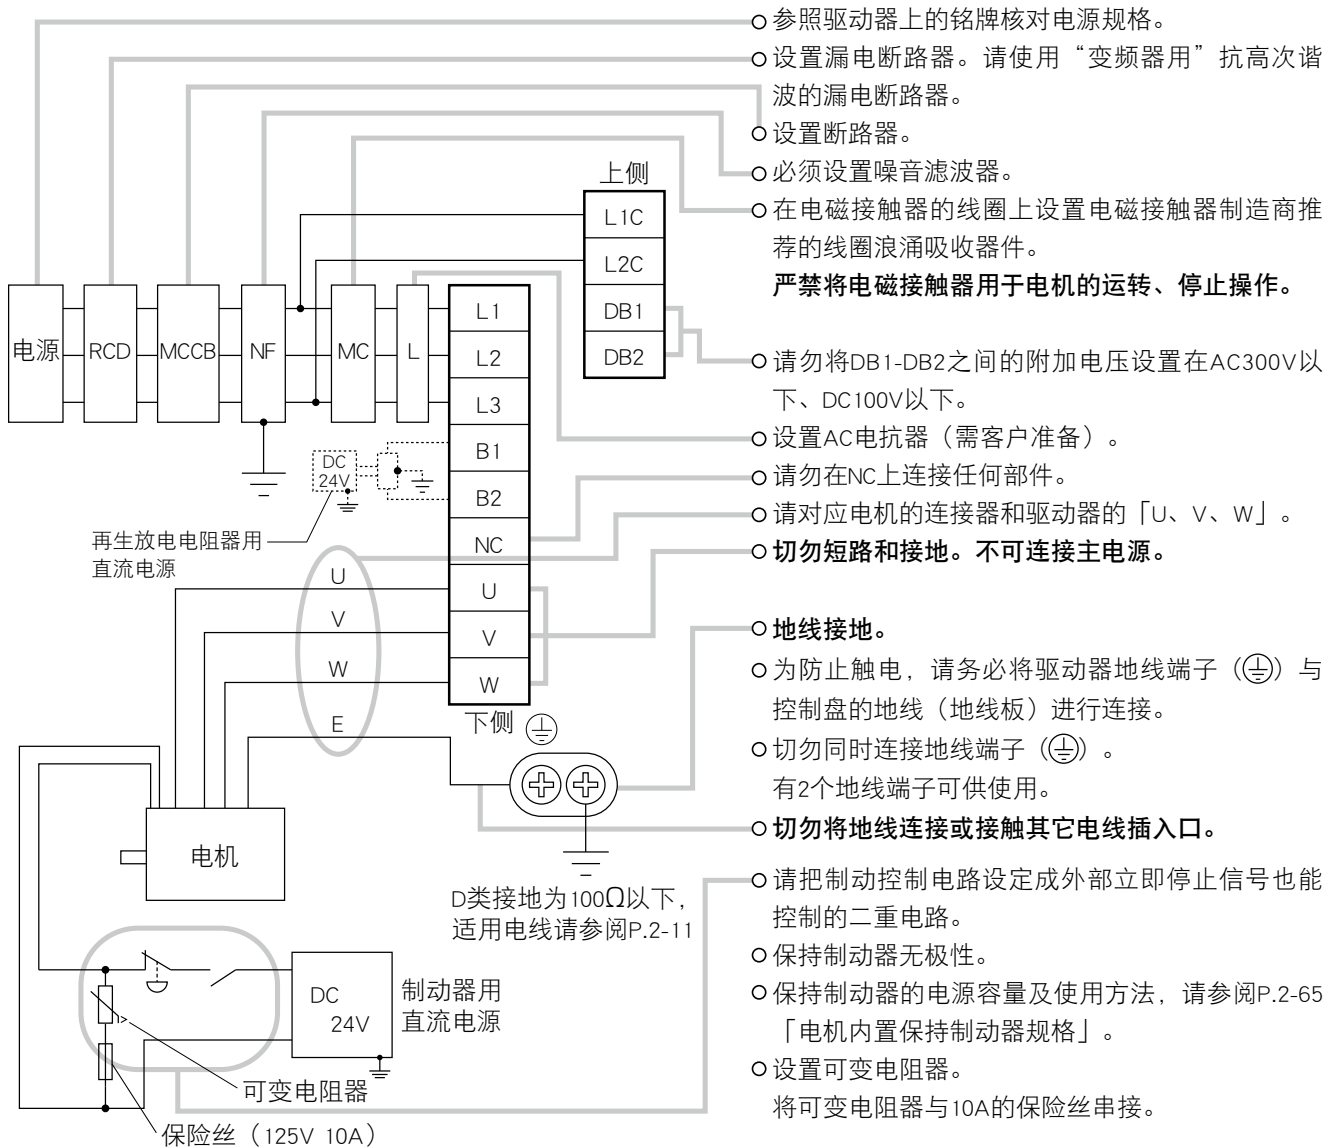 参照驱动器上的铭牌核对电源规格。
设置漏电断路器。请使用“变频器用”抗高次谐
波的漏电断路器。
设置断路器。
必须设置噪音滤波器。
在电磁接触器的线圈上设置电磁接触器制造商推
荐的线圈浪涌吸收器件。
严禁将电磁接触器用于电机的运转、停止操作。
请勿将DB1-DB2之间的附加电压设置在AC300V以
下、DC100V以下。
设置AC电抗器（需客户准备）。
请勿在NC上连接任何部件。
请对应电机的连接器和驱动器的「U、V、W」。
切勿短路和接地。不可连接主电源。
地线接地。
为防止触电，请务必将驱动器地线端子（⏚）与
控制盘的地线（地线板）进行连接。
切勿同时连接地线端子（⏚）。
有2个地线端子可供使用。
切勿将地线连接或接触其它电线插入口。
请把制动控制电路设定成外部立即停止信号也能
控制的二重电路。
保持制动器无极性。
保持制动器的电源容量及使用方法，请参阅P.2-65
「电机内置保持制动器规格」。
设置可变电阻器。
将可变电阻器与10A的保险丝串接。
上侧
L1C
L2C
DB1
DB2
电源
RCD
MCCB
NF
MC
L
L1
L2
L3
B1
B2
NC
U
V
W
下侧
DC
24V
再生放电电阻器用
直流电源
U
V
W
E
电机
D类接地为100Ω以下，
适用电线请参阅P.2-11
DC
24V
制动器用
直流电源
可变电阻器
保险丝（125V 10A）